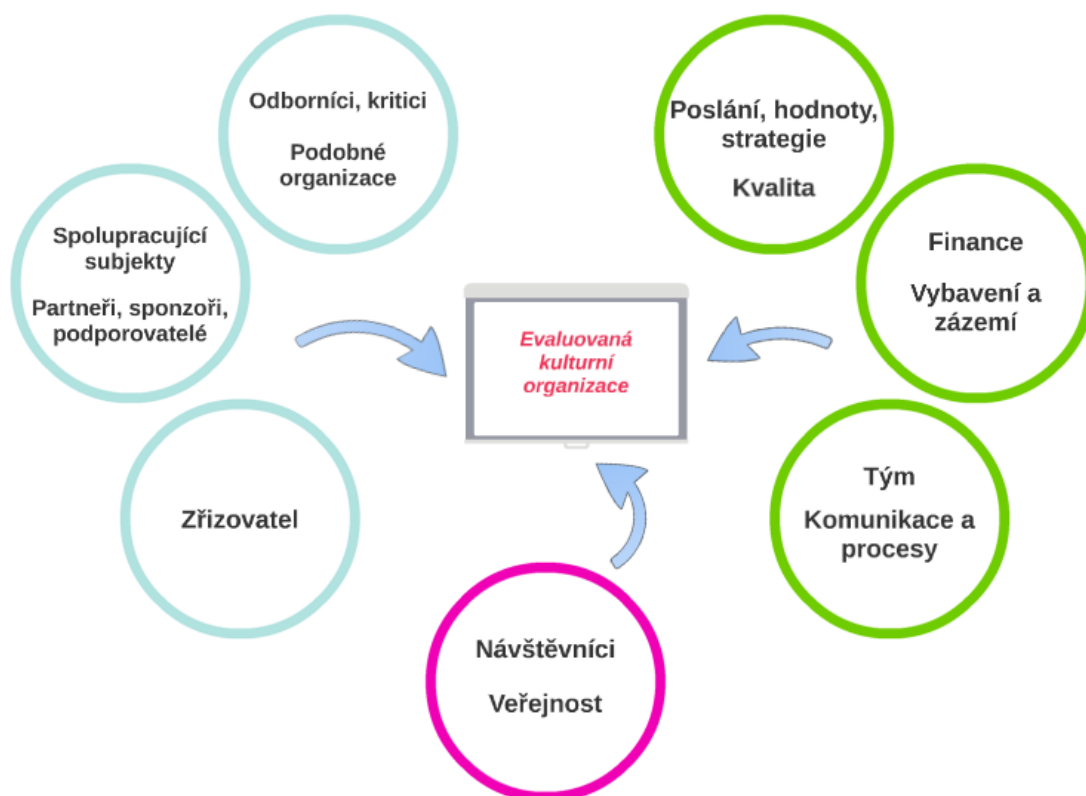 Odborníci, kritici
Podobné
organizace
Spolupracující
subjekty
Partneři, sponzoři,
podporovatelé
Zřizovatel
Evaluovaná
kulturní
organizace
Návštěvníci
Veřejnost
Poslání, hodnoty,
strategie
Kvalita
Finance
Vybavení a
zázemí
Tým
Komunikace a
procesy